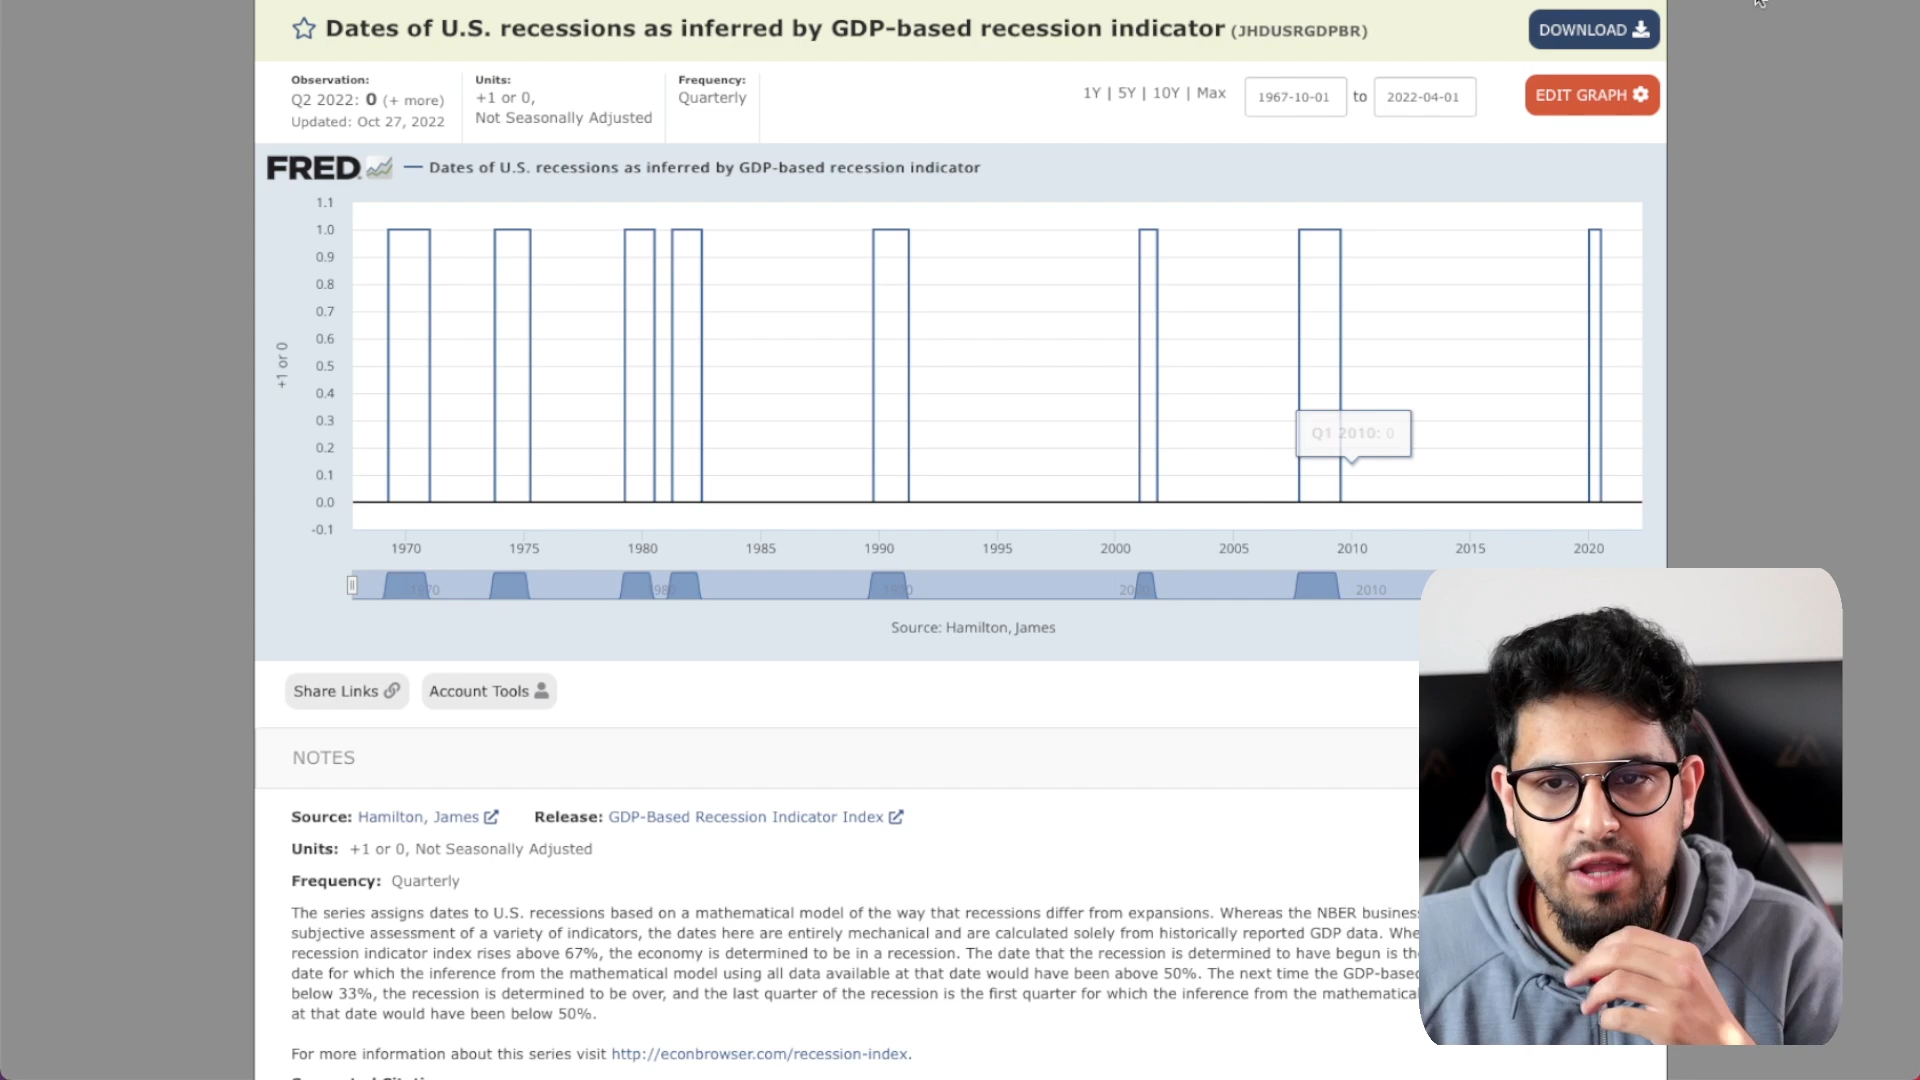 Dates of U.S. recessions as inferred by GDP-based recession indicator (JHDUSRGDPBR)
DOWNLOAD
Observation:
Q2 2022: 0 (+ more)
Updated: Oct 27, 2022
Units:
+1 or 0,
Not Seasonally Adjusted
Frequency:
Quarterly
1Y | 5Y | 10Y | Max
1967-10-01 to 2022-04-01
EDIT GRAPH
FRED
Dates of U.S. recessions as inferred by GDP-based recession indicator
+1 or 0
1.1
1.0
0.9
0.8
0.7
0.6
0.5
0.4
0.3
0.2
0.1
0.0
-0.1
Q1 2010: 0
1970 1975 1980 1985 1990 1995 2000 2005 2010 2015 2020
1970 1980 1990 2000 2010
Source: Hamilton, James
Share Links
Account Tools
NOTES
Source: Hamilton, James Release: GDP-Based Recession Indicator Index
Units: +1 or 0, Not Seasonally Adjusted
Frequency: Quarterly
The series assigns dates to U.S. recessions based on a mathematical model of the way that recessions differ from expansions. Whereas the NBER business
subjective assessment of a variety of indicators, the dates here are entirely mechanical and are calculated solely from historically reported GDP data. Whe
recession indicator index rises above 67%, the economy is determined to be in a recession. The date that the recession is determined to have begun is the
date for which the inference from the mathematical model using all data available at that date would have been above 50%. The next time the GDP-based
below 33%, the recession is determined to be over, and the last quarter of the recession is the first quarter for which the inference from the mathematical
at that date would have been below 50%.
For more information about this series visit http://econbrowser.com/recession-index.